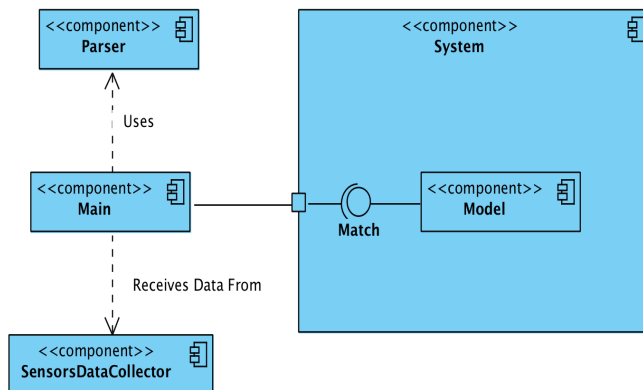 <<component>>
Parser
<<component>>
System
Uses
<<component>>
Main
<<component>>
Model
Match
Receives Data From
<<component>>
SensorsDataCollector